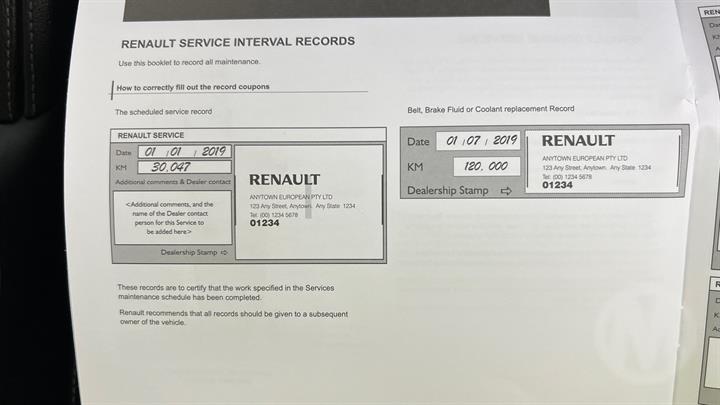 RENAULT SERVICE INTERVAL RECORDS
Use this booklet to record all maintenance.
How to correctly fill out the record coupons
The scheduled service record
RENAULT SERVICE
Date 01 / 01 / 2019
KM 30,047
Additional comments & Dealer contact
<Additional comments, and the
name of the Dealer contact
person for this Service to
be added here>
Dealership Stamp ⇨
RENAULT
ANYTOWN EUROPEAN PTY LTD
123 Any Street, Anytown. Any State 1234
Tel: (00) 1234 5678
01234
Belt, Brake Fluid or Coolant replacement Record
Date 01 / 07 / 2019
KM 120,000
Dealership Stamp ⇨
RENAULT
ANYTOWN EUROPEAN PTY LTD
123 Any Street, Anytown. Any State 1234
Tel: (00) 1234 5678
01234
These records are to certify that the work specified in the Services
maintenance schedule has been completed.
Renault recommends that all records should be given to a subsequent
owner of the vehicle.